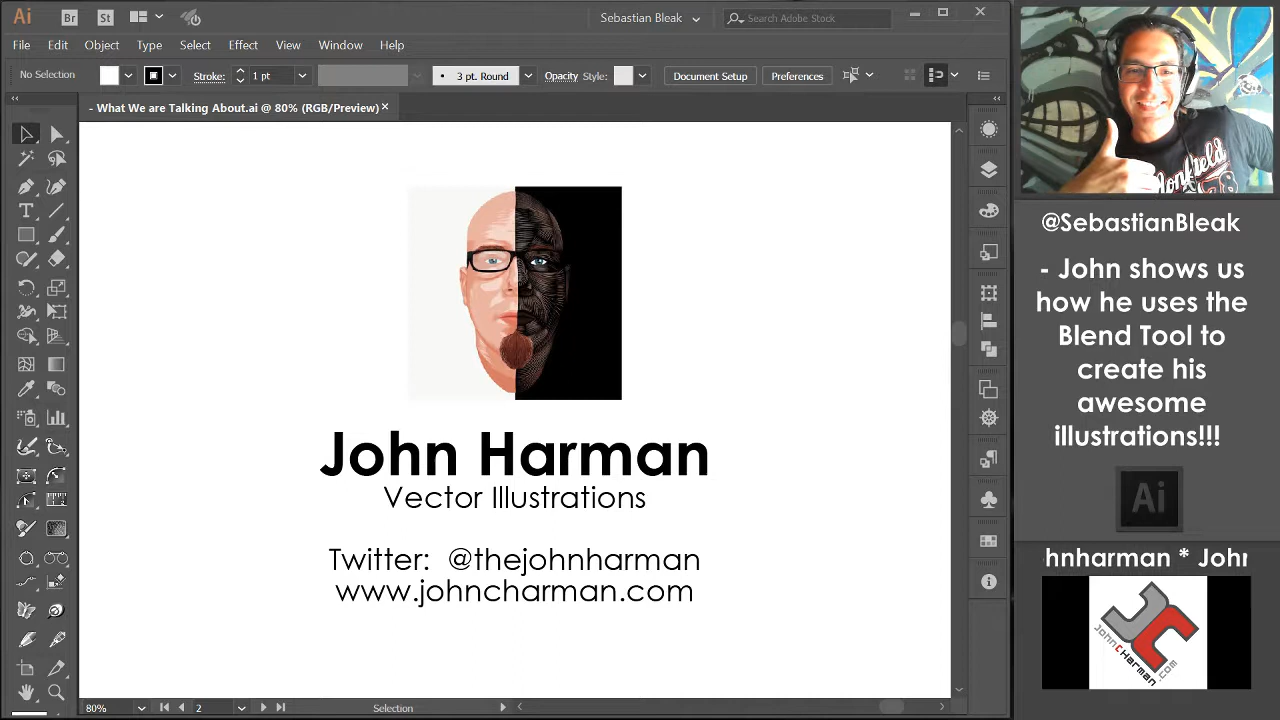 Ai Br St Sebastian Bleak Search Adobe Stock
File Edit Object Type Select Effect View Window Help
No Selection Stroke: 1 pt 3 pt. Round Opacity Style: Document Setup Preferences
- What We are Talking About.ai @ 80% (RGB/Preview)
John Harman
Vector Illustrations
Twitter: @thejohnharman
www.johncharman.com
80% 2 Selection
@SebastianBleak
- John shows us
how he uses the
Blend Tool to
create his
awesome
illustrations!!!
Ai
hnharman * Joh
JohnCHarman.com